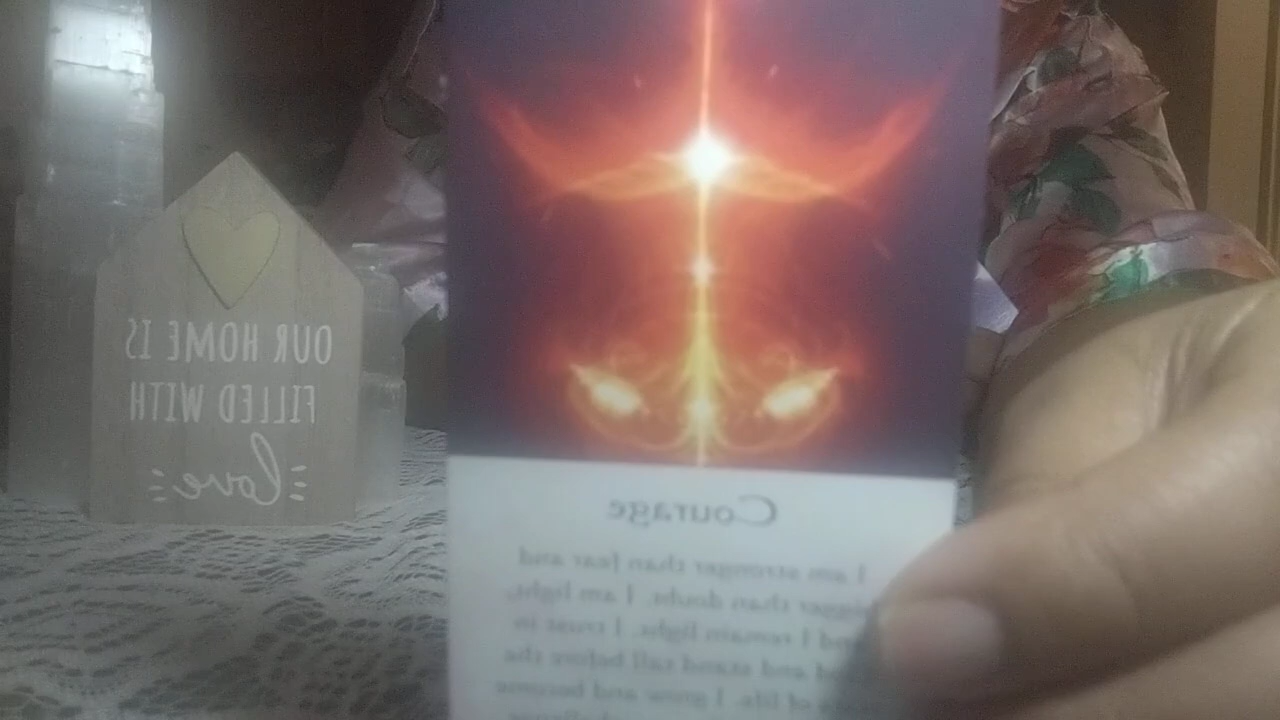 OUR HOME IS
FILLED WITH
love
Courage
I am stronger than fear and
bigger than doubt. I am light,
and I remain light. I trust in
and stand tall before the
of life. I grow and become